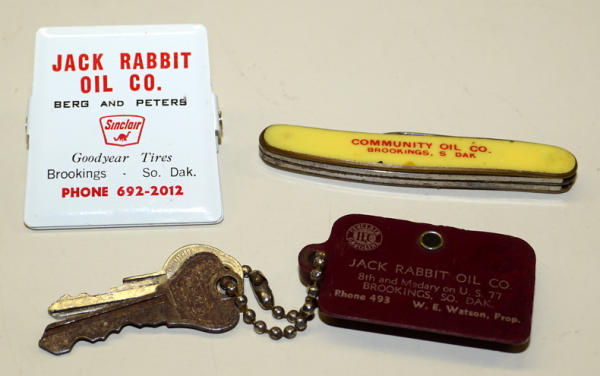 JACK RABBIT
OIL CO.
BERG AND PETERS
Sinclair
Goodyear Tires
Brookings - So. Dak.
PHONE 692-2012
COMMUNITY OIL CO.
BROOKINGS, S DAK
JACK RABBIT OIL CO
8th and Medary on U.S. 77
BROOKINGS, SO. DAK.
Phone 493 W. E. Watson, Prop.